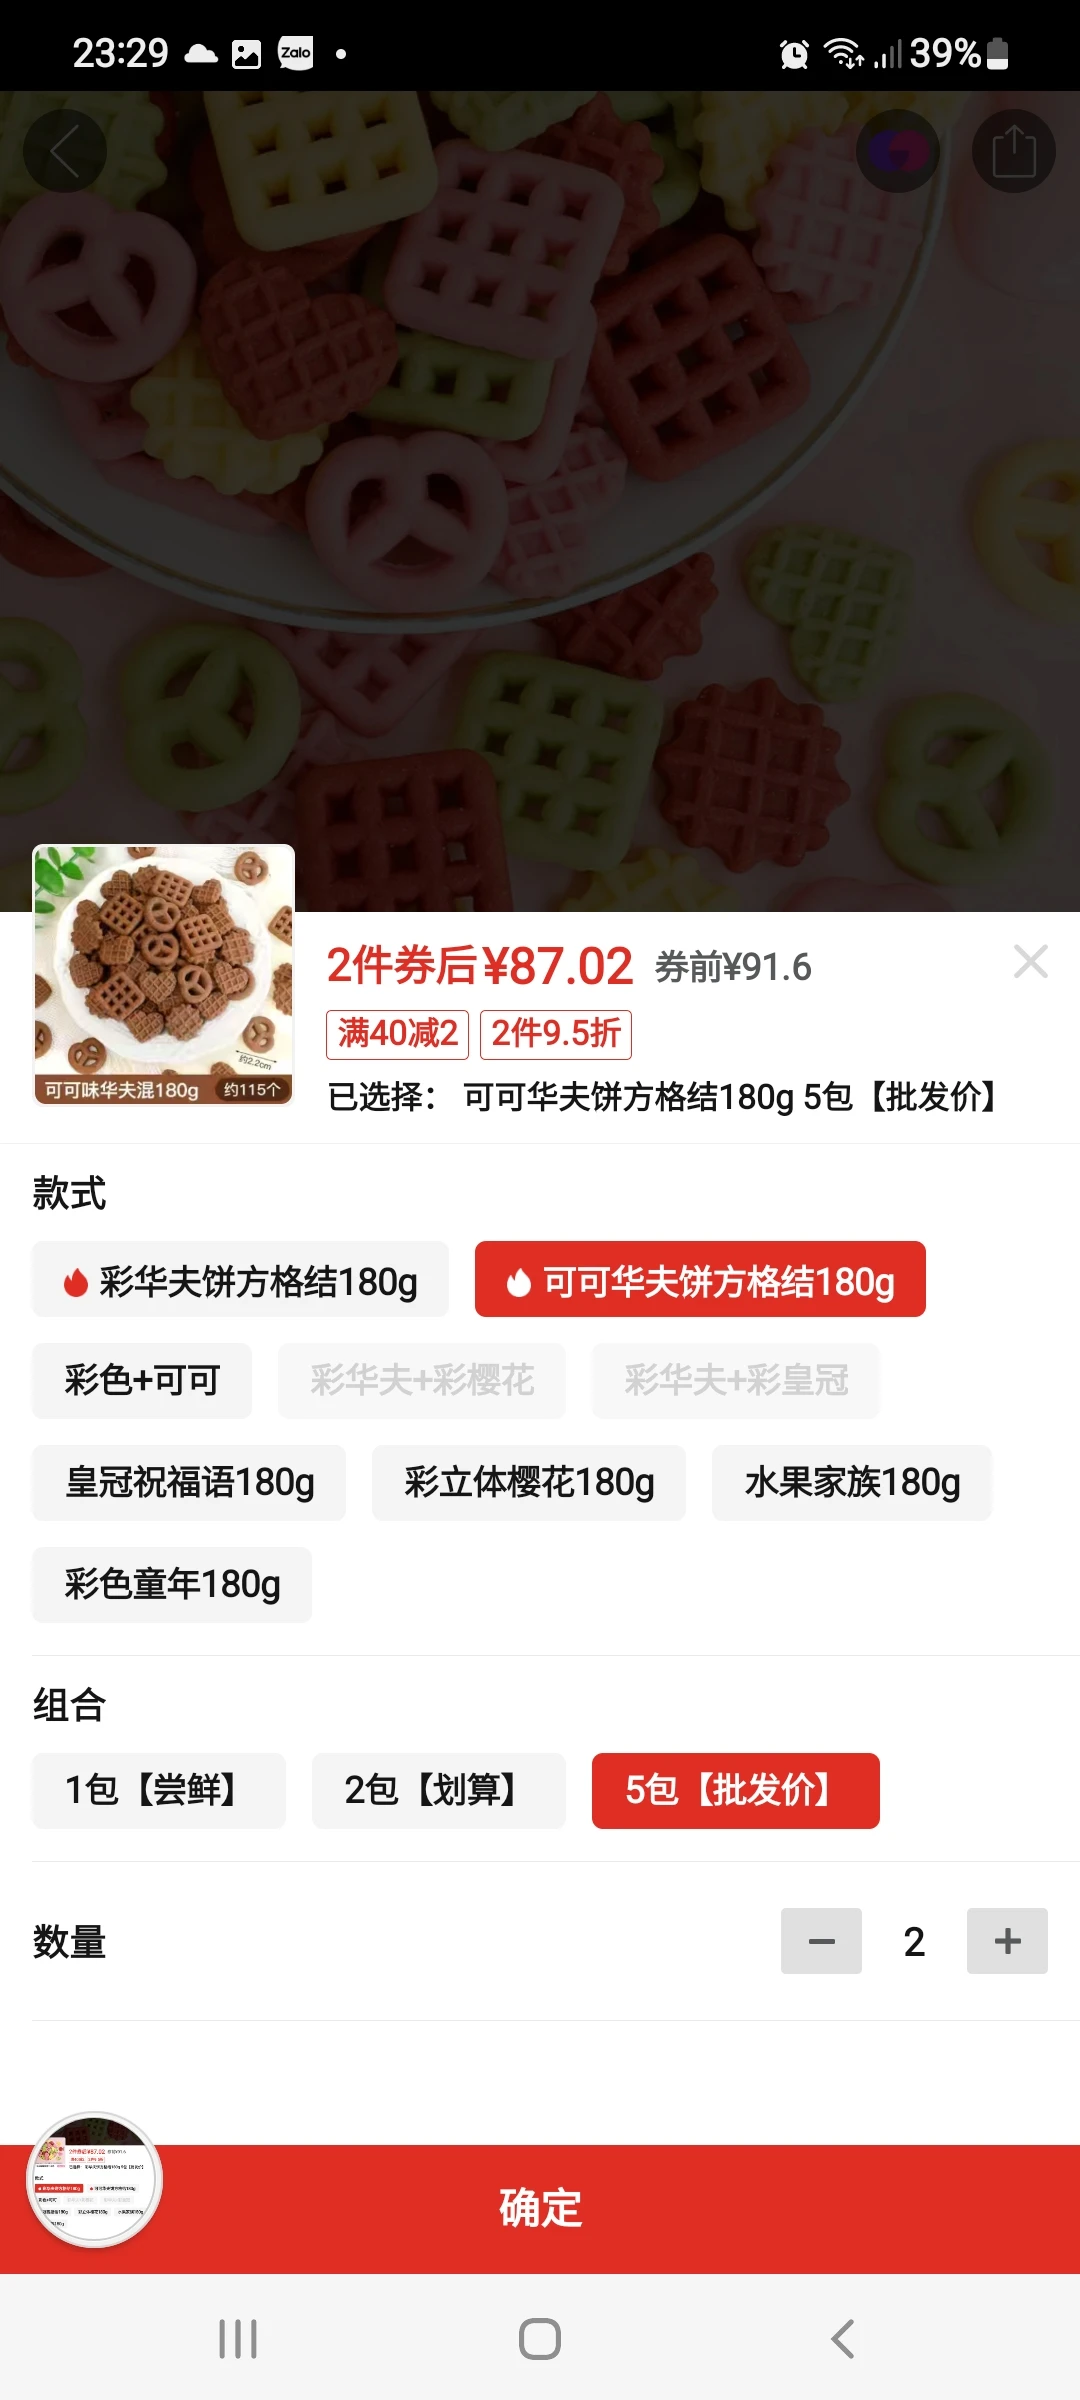 23:29 Zalo 39%
2件券后¥87.02 券前¥91.6
满40减2 2件9.5折
已选择： 可可华夫饼方格结180g 5包【批发价】
约2.2cm
可可味华夫混180g 约115个
款式
彩华夫饼方格结180g 可可华夫饼方格结180g
彩色+可可 彩华夫+彩樱花 彩华夫+彩皇冠
皇冠祝福语180g 彩立体樱花180g 水果家族180g
彩色童年180g
组合
1包【尝鲜】 2包【划算】 5包【批发价】
数量 2
确定